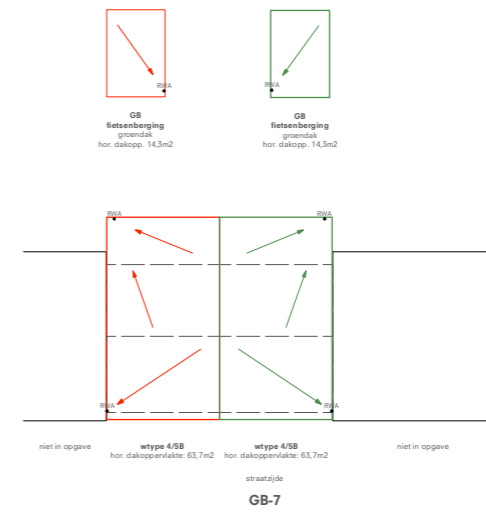 RWA
RWA
GB
fietsenberging
groendak
hor. dakopp. 14,3m2
GB
fietsenberging
groendak
hor. dakopp. 14,3m2
RWA
RWA
RWA
RWA
niet in opgave
wtype 4/5B
hor. dakoppervlakte: 63,7m2
wtype 4/5B
hor. dakoppervlakte: 63,7m2
niet in opgave
straatzijde
GB-7